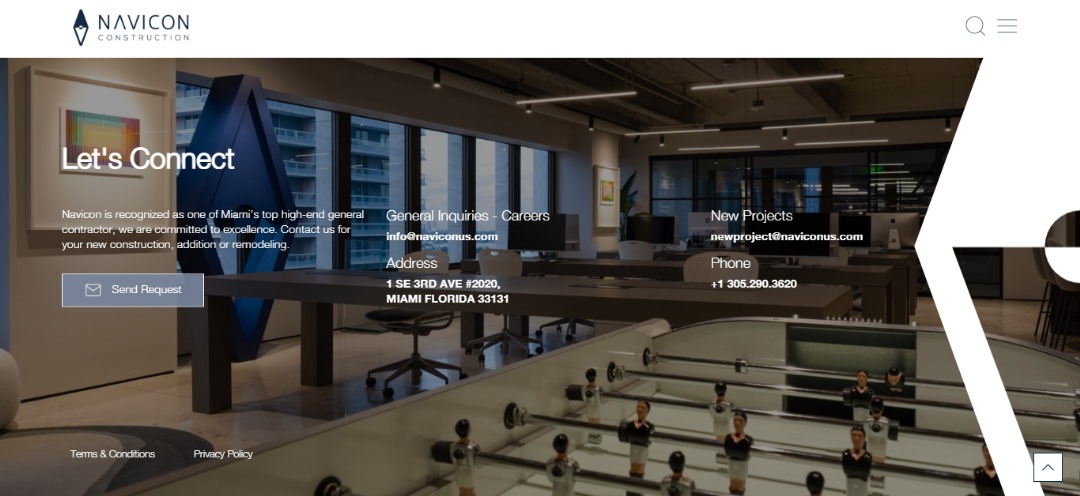 NAVICON
CONSTRUCTION
Let's Connect
Navicon is recognized as one of Miami's top high-end general
contractor, we are committed to excellence. Contact us for
your new construction, addition or remodeling.
Send Request
General Inquiries - Careers
info@naviconus.com
Address
1 SE 3RD AVE #2020,
MIAMI FLORIDA 33131
New Projects
newproject@naviconus.com
Phone
+1 305.290.3620
Terms & Conditions
Privacy Policy